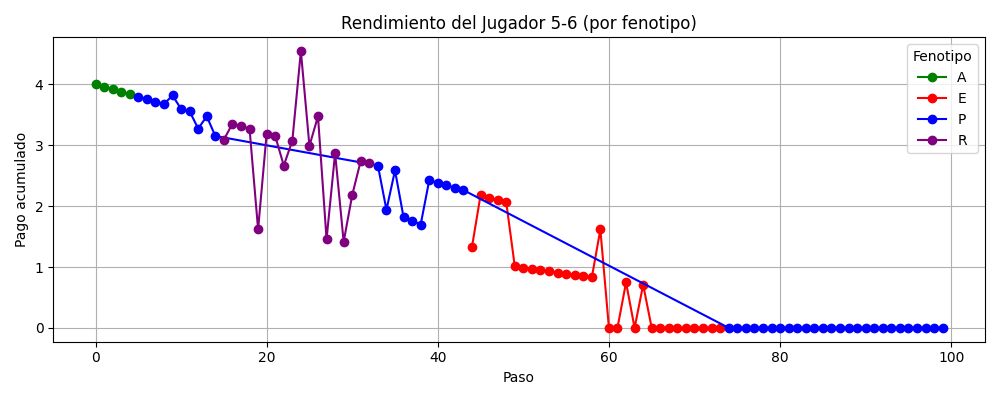 Rendimiento del Jugador 5-6 (por fenotipo)
Pago acumulado
4
3
2
1
0
0 20 40 60 80 100
Paso
Fenotipo
A
E
P
R